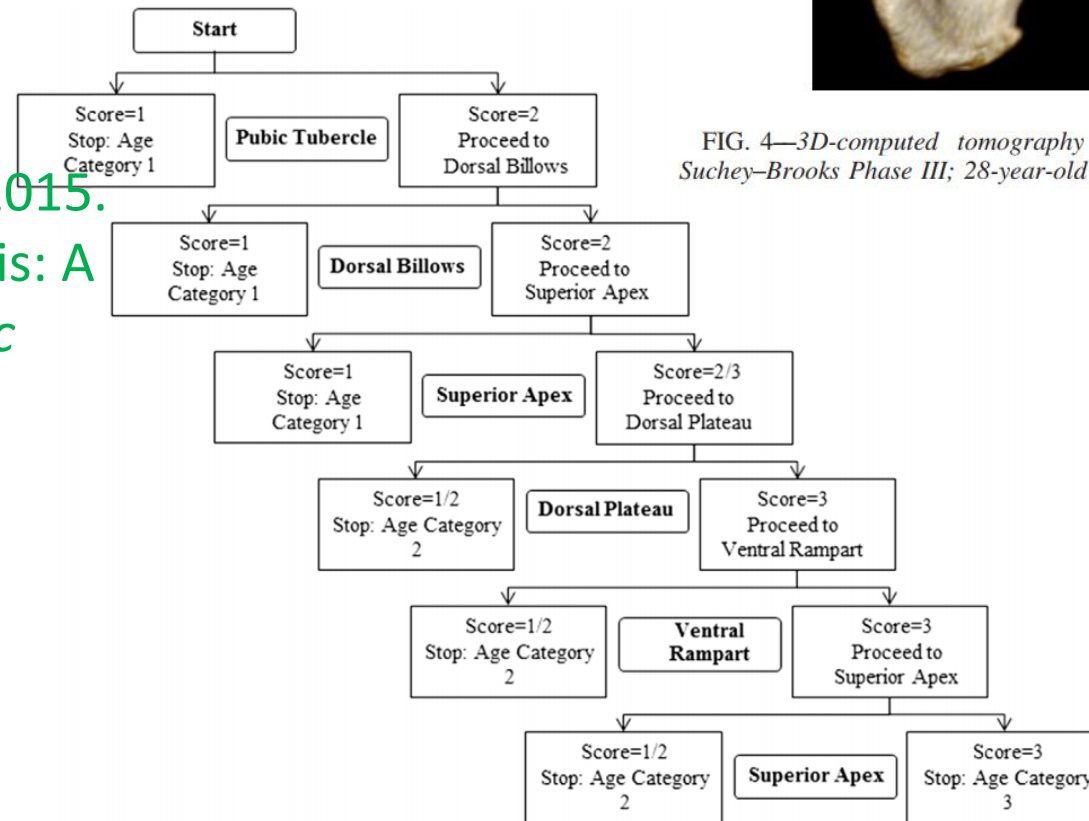 Start
Score=1
Stop: Age
Category 1
Pubic Tubercle
Score=2
Proceed to
Dorsal Billows
FIG. 4—3D-computed tomography
Suchey–Brooks Phase III; 28-year-old
015.
is: A
c
Score=1
Stop: Age
Category 1
Dorsal Billows
Score=2
Proceed to
Superior Apex
Score=1
Stop: Age
Category 1
Superior Apex
Score=2/3
Proceed to
Dorsal Plateau
Score=1/2
Stop: Age Category
2
Dorsal Plateau
Score=3
Proceed to
Ventral Rampart
Score=1/2
Stop: Age Category
2
Ventral
Rampart
Score=3
Proceed to
Superior Apex
Score=1/2
Stop: Age Category
2
Superior Apex
Score=3
Stop: Age Category
3